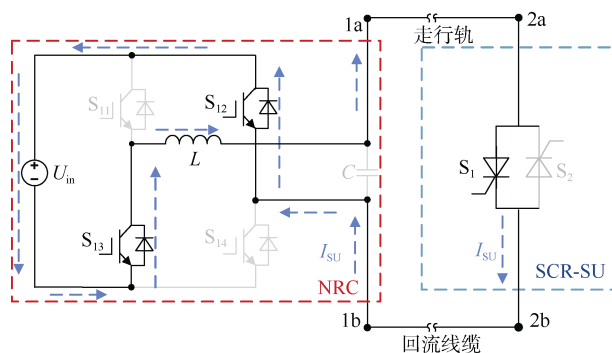 1a
2a
走行轨
S11
S12
L
C
Uin
S1
S2
S13
S14
ISU
ISU
NRC
SCR-SU
1b
2b
回流线缆